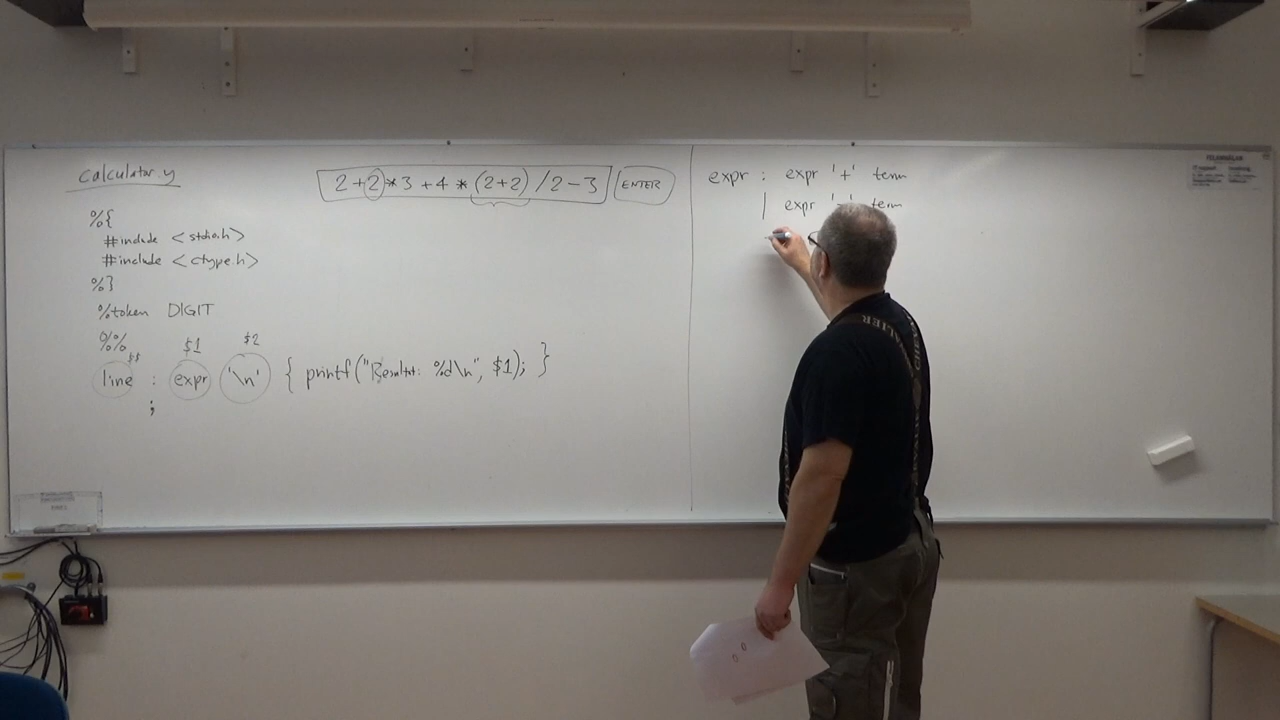 calculator.y
2+2*3+4*(2+2)/2-3 ENTER
%{
#include <stdio.h>
#include <ctype.h>
%}
%token DIGIT
%%
$$ $1 $2
line : expr '\n' { printf("Result: %d\n", $1); }
;
expr : expr '+' term
| expr '-' term
FELANMÄLAN